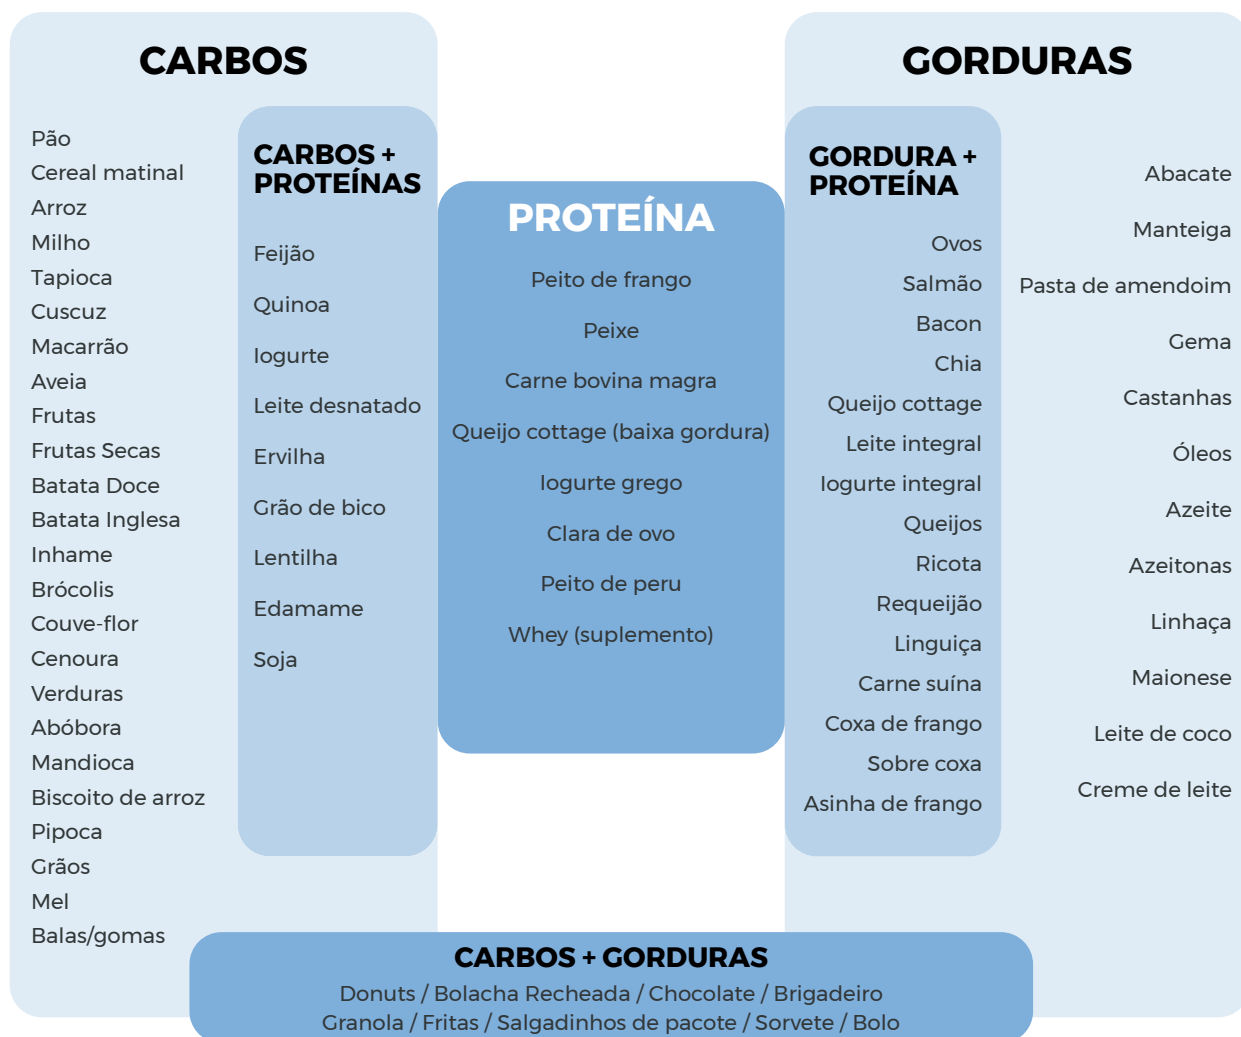 CARBOS
Pão
Cereal matinal
Arroz
Milho
Tapioca
Cuscuz
Macarrão
Aveia
Frutas
Frutas Secas
Batata Doce
Batata Inglesa
Inhame
Brócolis
Couve-flor
Cenoura
Verduras
Abóbora
Mandioca
Biscoito de arroz
Pipoca
Grãos
Mel
Balas/gomas
CARBOS +
PROTEÍNAS
Feijão
Quinoa
Iogurte
Leite desnatado
Ervilha
Grão de bico
Lentilha
Edamame
Soja
PROTEÍNA
Peito de frango
Peixe
Carne bovina magra
Queijo cottage (baixa gordura)
Iogurte grego
Clara de ovo
Peito de peru
Whey (suplemento)
GORDURAS
GORDURA +
PROTEÍNA
Ovos
Salmão
Bacon
Chia
Queijo cottage
Leite integral
Iogurte integral
Queijos
Ricota
Requeijão
Linguiça
Carne suína
Coxa de frango
Sobre coxa
Asinha de frango
Abacate
Manteiga
Pasta de amendoim
Gema
Castanhas
Óleos
Azeite
Azeitonas
Linhaça
Maionese
Leite de coco
Creme de leite
CARBOS + GORDURAS
Donuts / Bolacha Recheada / Chocolate / Brigadeiro
Granola / Fritas / Salgadinhos de pacote / Sorvete / Bolo